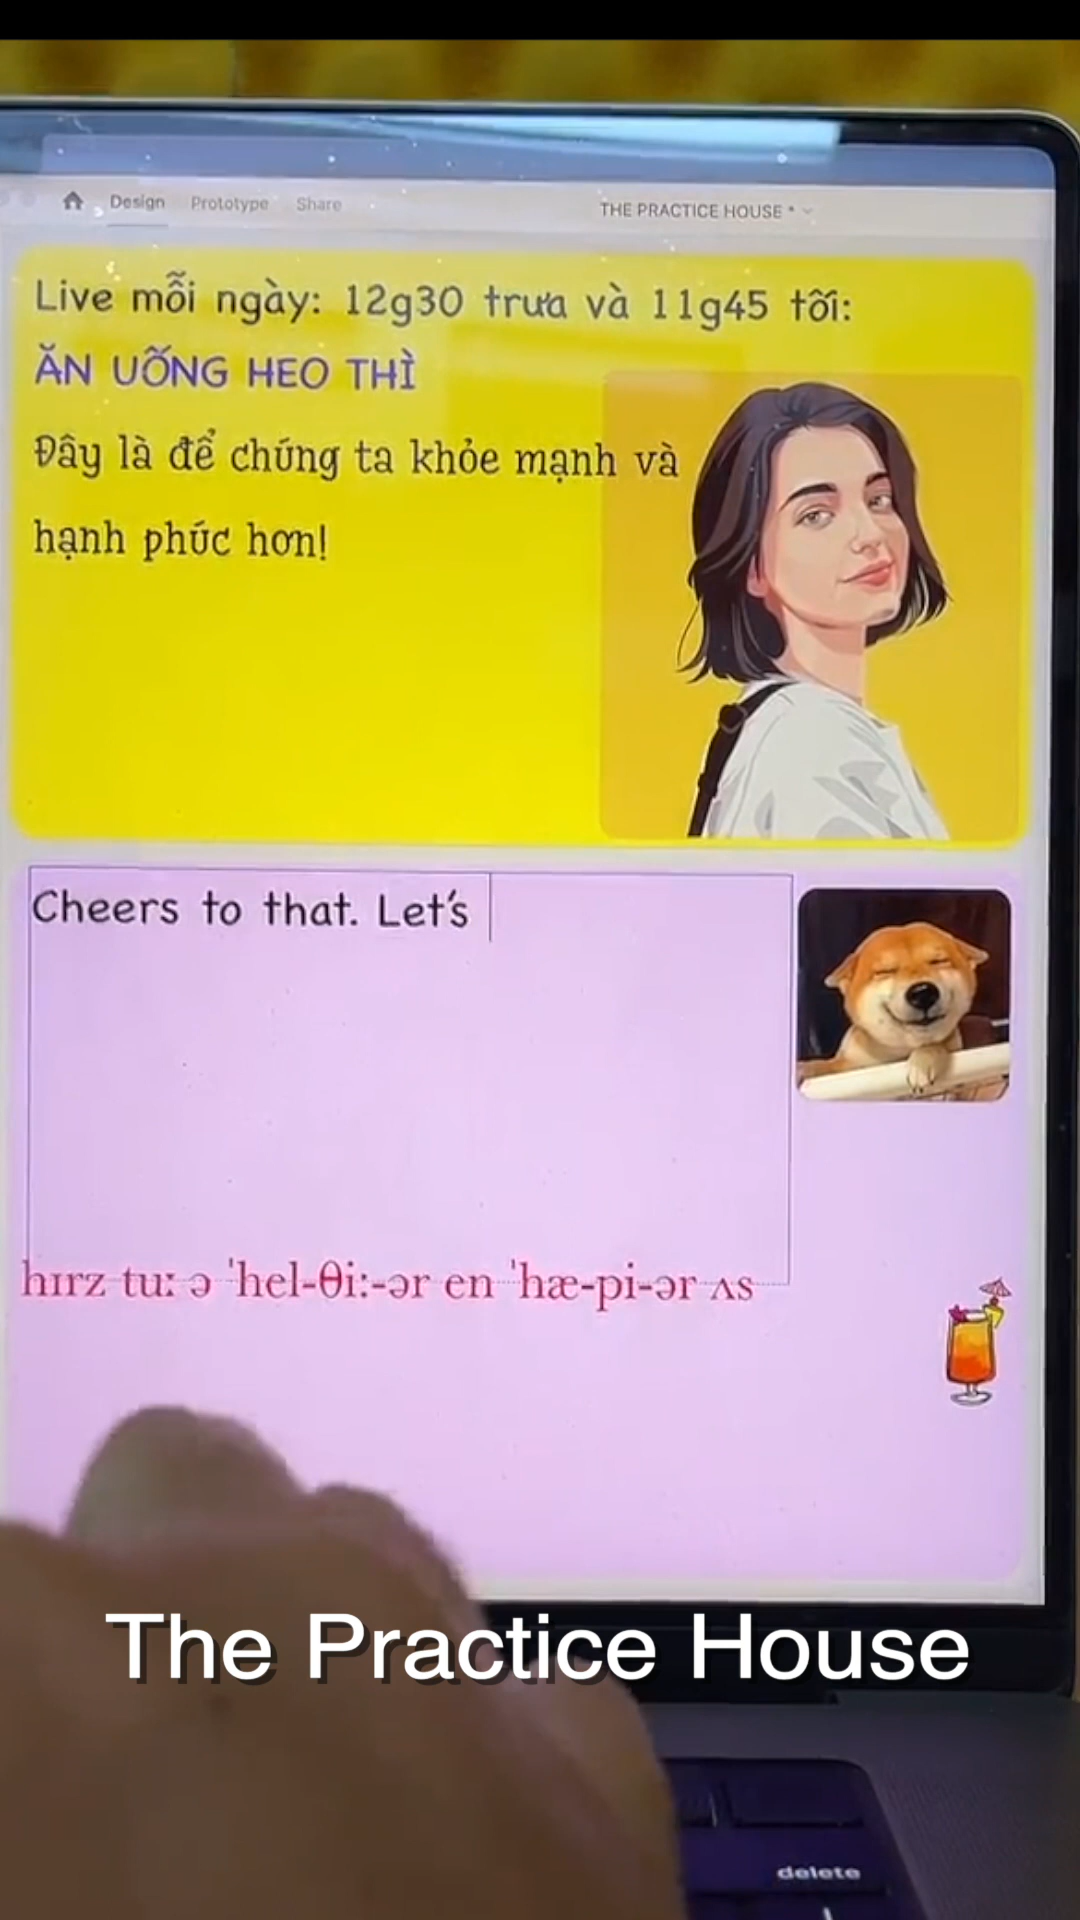 Design Prototype Share THE PRACTICE HOUSE *
Live mỗi ngày: 12g30 trưa và 11g45 tối:
ĂN UỐNG HEO THÌ
Đây là để chúng ta khỏe mạnh và
hạnh phúc hơn!
Cheers to that. Let's
hɪrz tuː ə ˈhel-θiː-ər en ˈhæ-pi-ər ʌs
The Practice House
delete